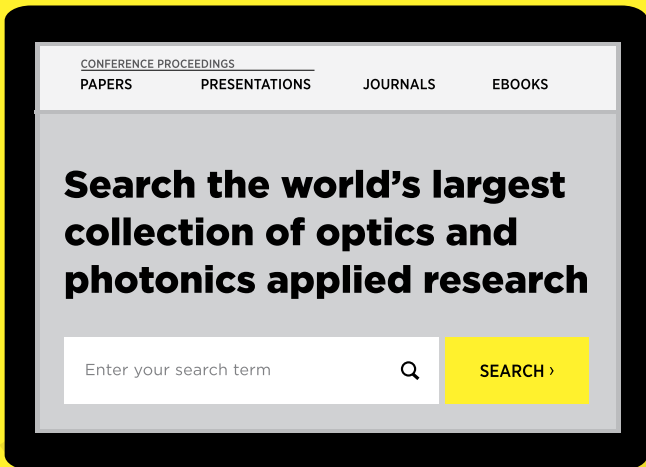 CONFERENCE PROCEEDINGS
PAPERS PRESENTATIONS JOURNALS EBOOKS
Search the world’s largest
collection of optics and
photonics applied research
Enter your search term
SEARCH ›